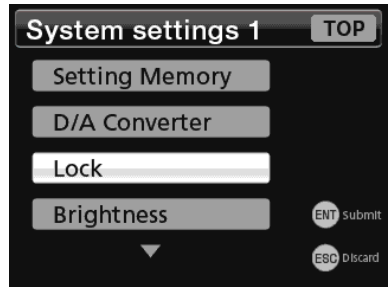 System settings 1 TOP
Setting Memory
D/A Converter
Lock
Brightness
ENT Submit
ESC Discard